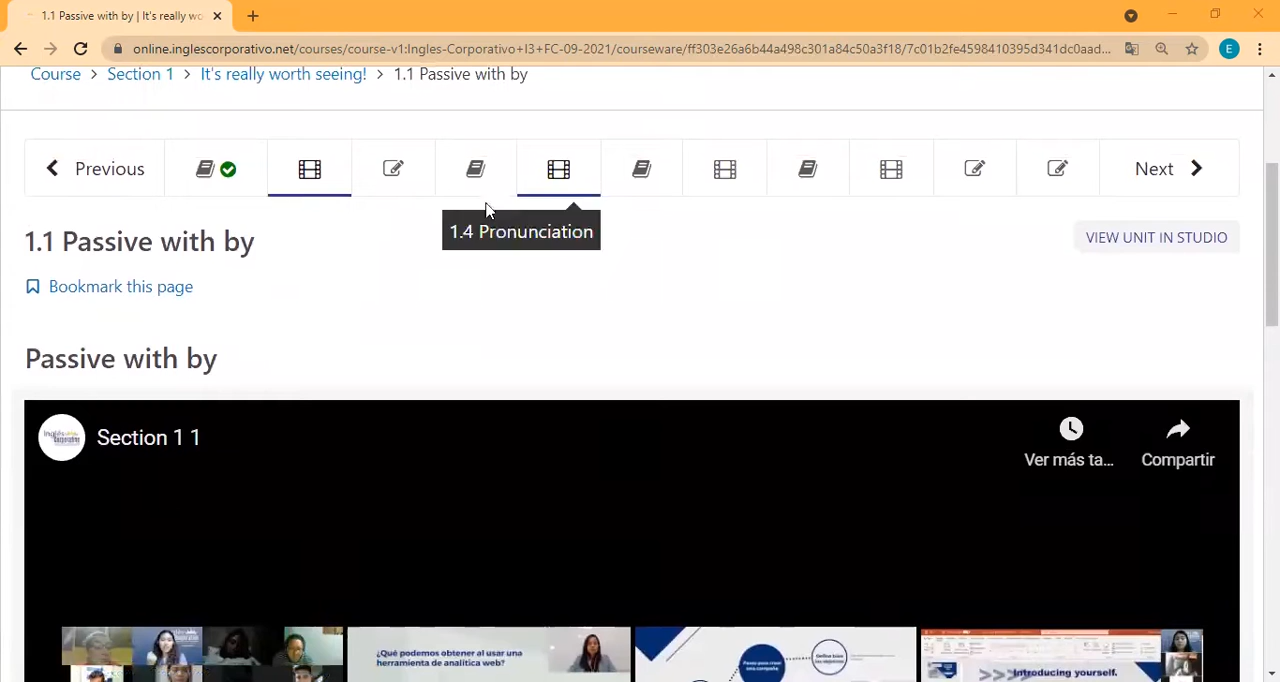 1.1 Passive with by | It's really wo
online.inglescorporativo.net/courses/course-v1:Ingles-Corporativo+I3+FC-09-2021/courseware/ff303e26a6b44a498c301a84c50a3f18/7c01b2fe4598410395d341dc0aad...
E
Course > Section 1 > It's really worth seeing! > 1.1 Passive with by
Previous
Next
1.4 Pronunciation
1.1 Passive with by
VIEW UNIT IN STUDIO
Bookmark this page
Passive with by
Section 1 1
Ver más ta...
Compartir
¿Qué podemos obtener al usar una
herramienta de analítica web?
Introducing yourself.